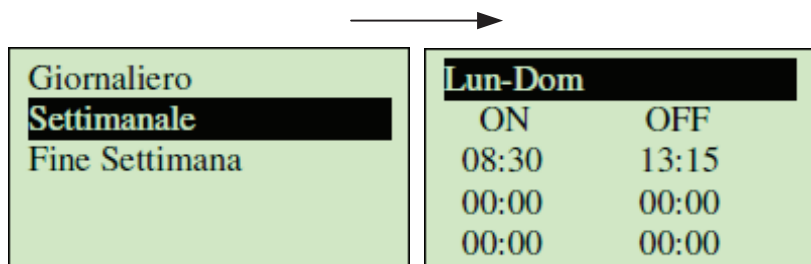 Giornaliero
Settimanale
Fine Settimana
Lun-Dom
ON OFF
08:30 13:15
00:00 00:00
00:00 00:00